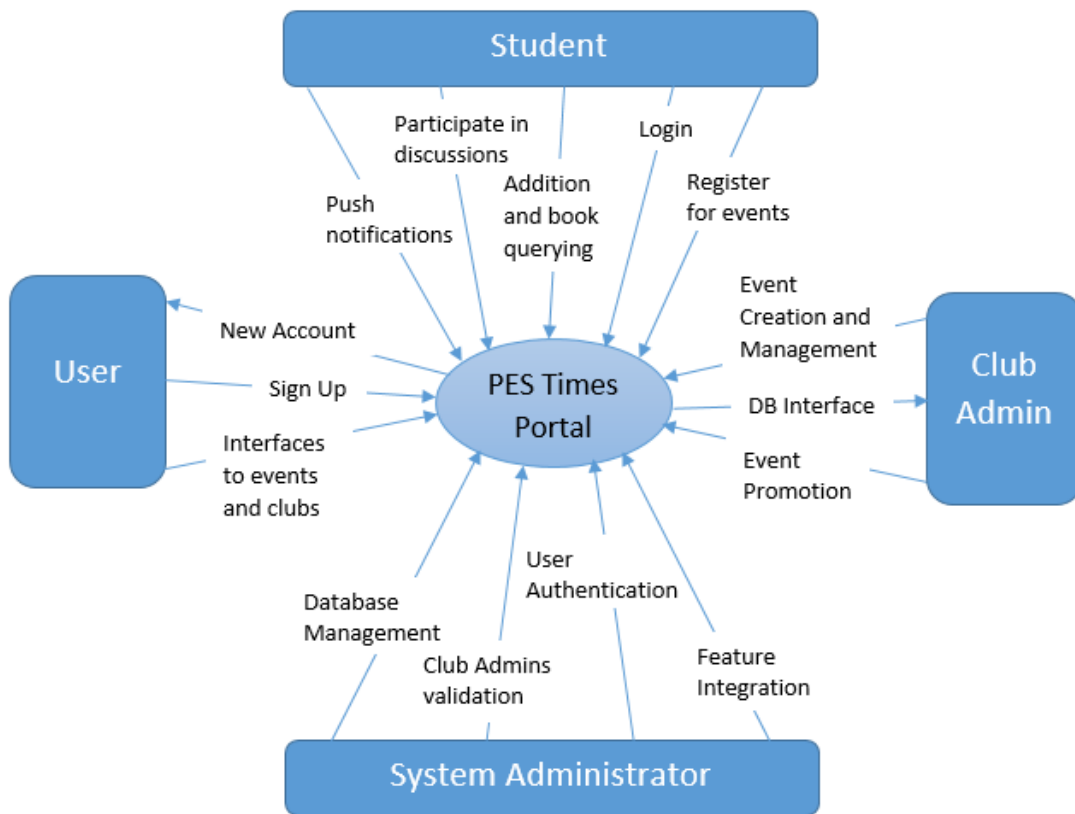 Student
Participate in
discussions
Login
Addition
and book
querying
Register
for events
Push
notifications
Event
Creation and
Management
New Account
User
Sign Up
PES Times
Portal
DB Interface
Club
Admin
Interfaces
to events
and clubs
Event
Promotion
User
Authentication
Database
Management
Club Admins
validation
Feature
Integration
System Administrator